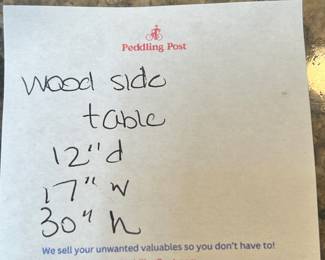 Peddling Post
wood side
table
12" d
17" w
30" h
We sell your unwanted valuables so you don't have to!